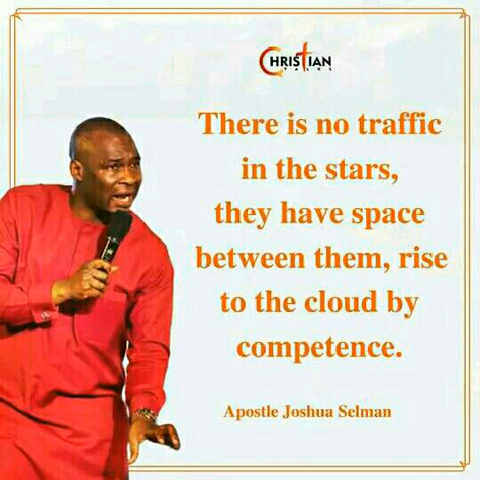 CHRISTIAN
TALKS
There is no traffic
in the stars,
they have space
between them, rise
to the cloud by
competence.
Apostle Joshua Selman